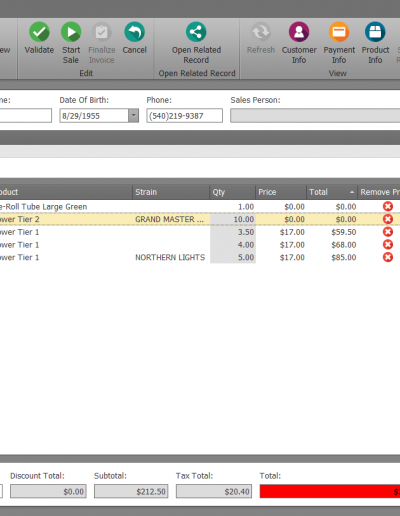 ew Validate Start Sale Finalize Invoice Cancel Open Related Record Refresh Customer Info Payment Info Product Info S
Edit Open Related Record View
me: Date Of Birth: Phone: Sales Person:
8/29/1955 (540)219-9387
oduct Strain Qty Price Total Remove Pr
e-Roll Tube Large Green 1.00 $0.00 $0.00
ower Tier 2 GRAND MASTER ... 10.00 $0.00 $0.00
ower Tier 1 3.50 $17.00 $59.50
ower Tier 1 4.00 $17.00 $68.00
ower Tier 1 NORTHERN LIGHTS 5.00 $17.00 $85.00
Discount Total: Subtotal: Tax Total: Total:
$0.00 $212.50 $20.40